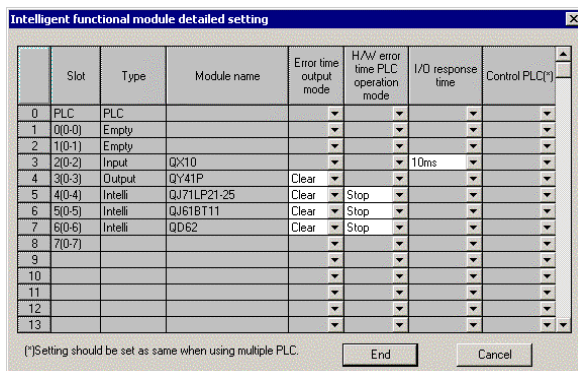 Intelligent functional module detailed setting
Slot Type Module name Error time output mode H/W error time PLC operation mode I/O response time Control PLC(*)
0 PLC PLC
1 0(0-0) Empty
2 1(0-1) Empty
3 2(0-2) Input QX10 10ms
4 3(0-3) Output QY41P Clear
5 4(0-4) Intelli QJ71LP21-25 Clear Stop
6 5(0-5) Intelli QJ61BT11 Clear Stop
7 6(0-6) Intelli QD62 Clear Stop
8 7(0-7)
9
10
11
12
13
(*)Setting should be set as same when using multiple PLC.
End Cancel